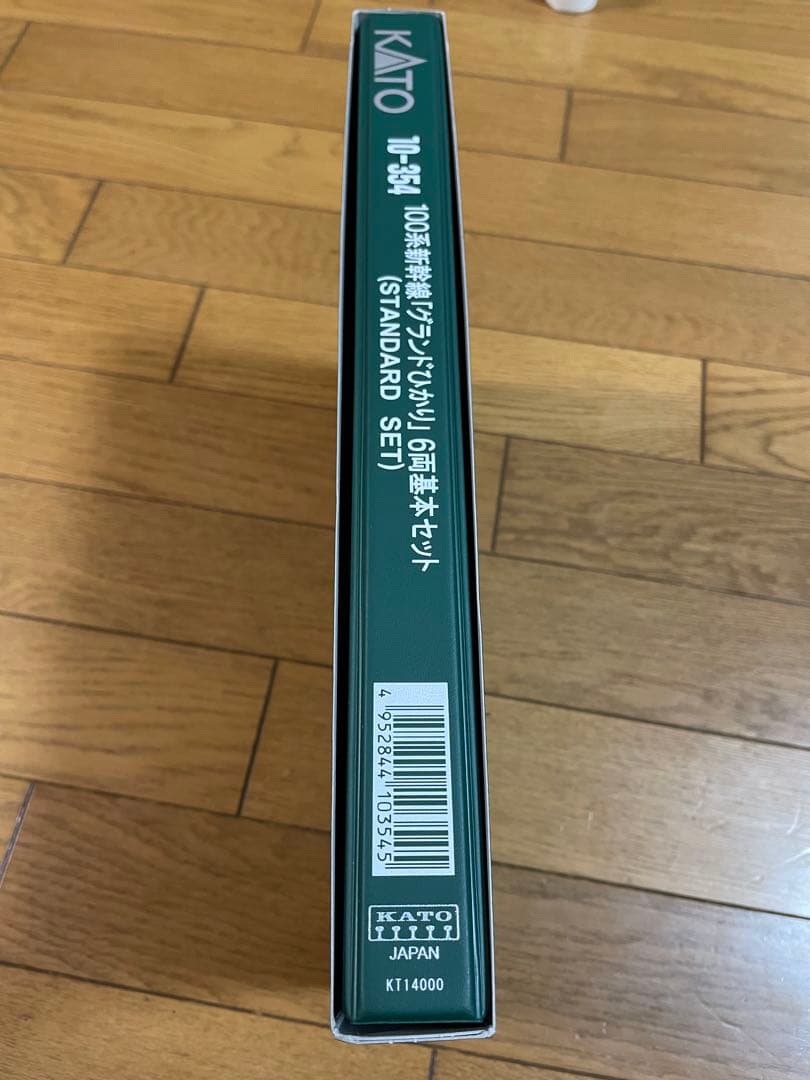 KATO
10-354
100系新幹線「グランドひかり」6両基本セット
(STANDARD SET)
4 952844 103545
KATO
JAPAN
KT14000